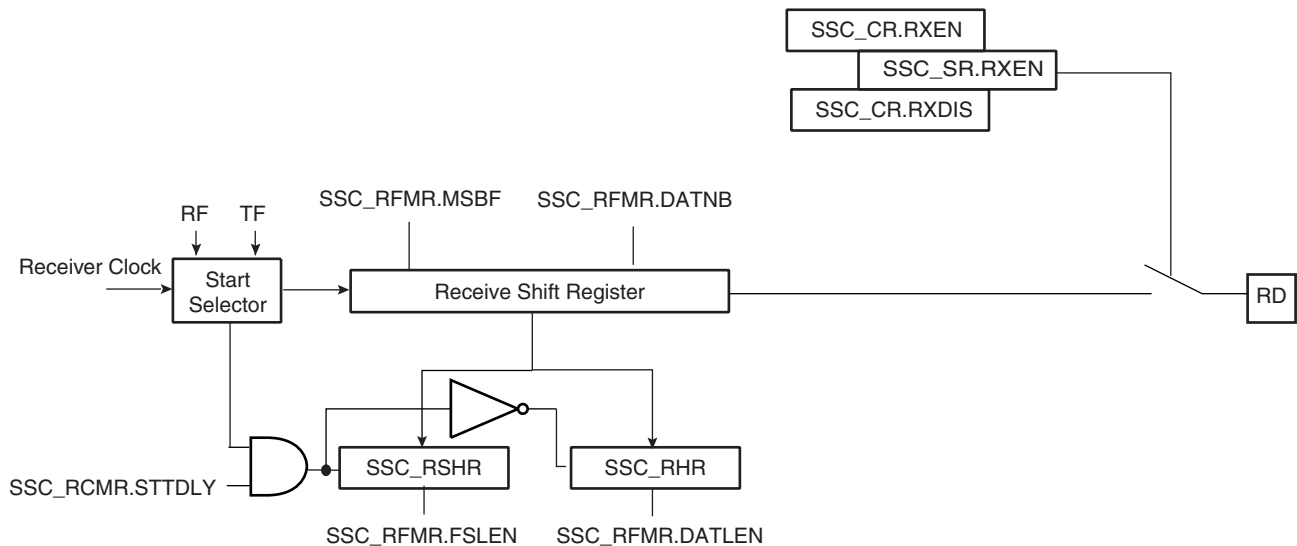 SSC_CR.RXEN
SSC_SR.RXEN
SSC_CR.RXDIS
SSC_RFMR.MSBF
SSC_RFMR.DATNB
RF
TF
Receiver Clock
Start
Selector
Receive Shift Register
RD
SSC_RSHR
SSC_RHR
SSC_RCMR.STTDLY
SSC_RFMR.FSLEN
SSC_RFMR.DATLEN